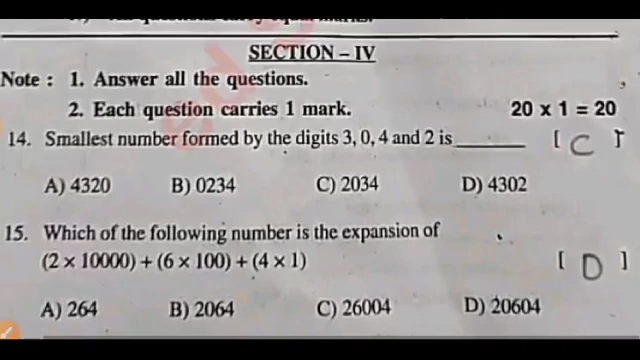 SECTION – IV
Note : 1. Answer all the questions.
2. Each question carries 1 mark. 20 x 1 = 20
14. Smallest number formed by the digits 3, 0, 4 and 2 is ______ [ C ]
A) 4320 B) 0234 C) 2034 D) 4302
15. Which of the following number is the expansion of
(2 × 10000) + (6 × 100) + (4 × 1) [ D ]
A) 264 B) 2064 C) 26004 D) 20604